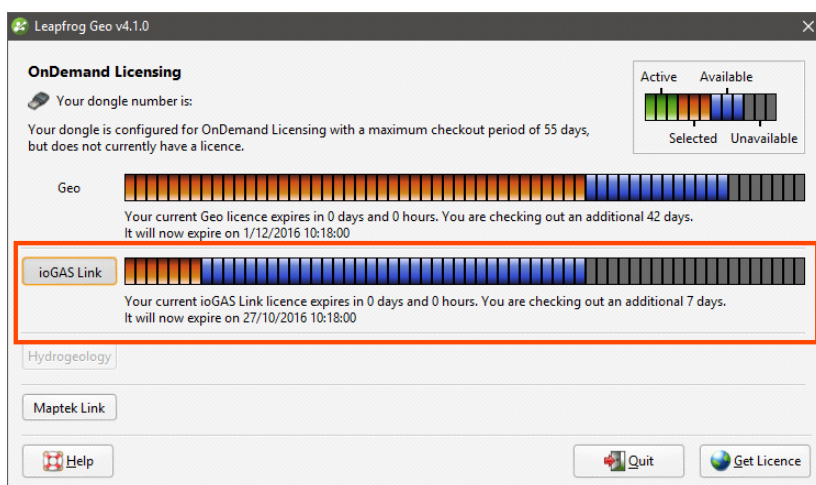 Leapfrog Geo v4.1.0
OnDemand Licensing
Your dongle number is:
Your dongle is configured for OnDemand Licensing with a maximum checkout period of 55 days,
but does not currently have a licence.
Active Available
Selected Unavailable
Geo
Your current Geo licence expires in 0 days and 0 hours. You are checking out an additional 42 days.
It will now expire on 1/12/2016 10:18:00
ioGAS Link
Your current ioGAS Link licence expires in 0 days and 0 hours. You are checking out an additional 7 days.
It will now expire on 27/10/2016 10:18:00
Hydrogeology
Maptek Link
Help
Quit
Get Licence